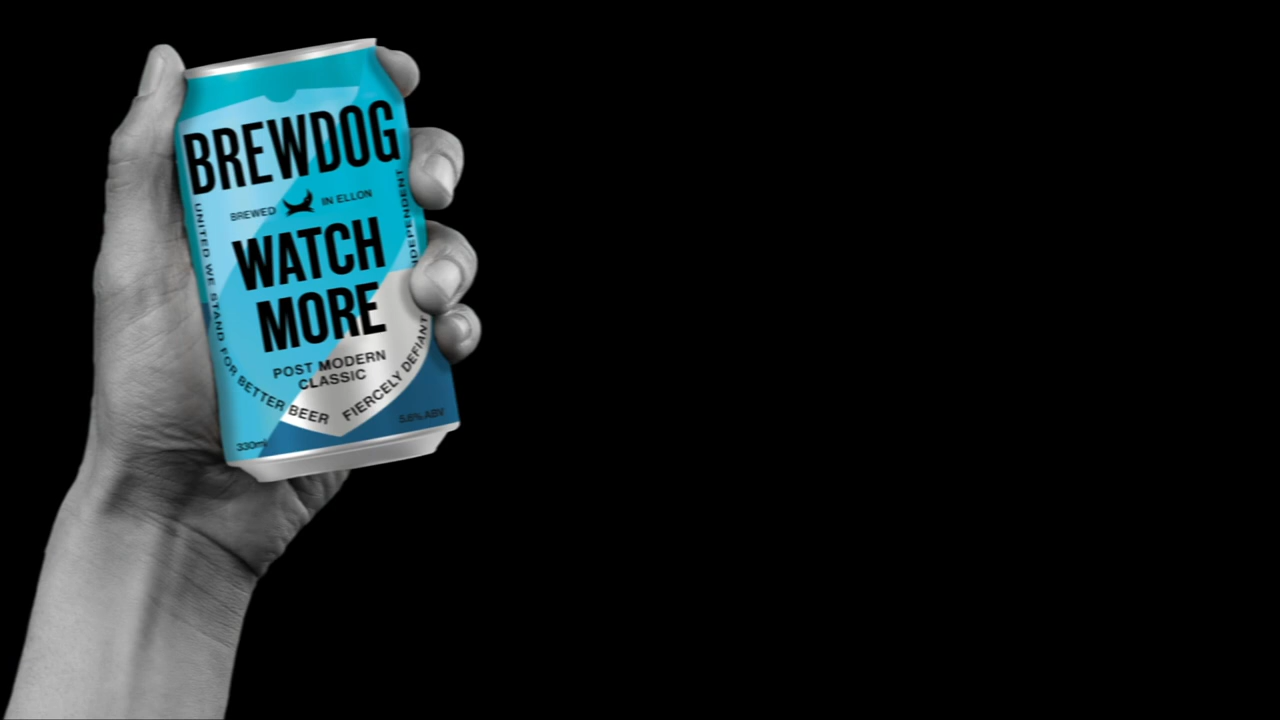 BREWDOG
BREWED IN ELLON
WATCH
MORE
POST MODERN
CLASSIC
UNITED WE STAND FOR BETTER BEER
FIERCELY DEFIANT
INDEPENDENT
330ml
5.6% ABV